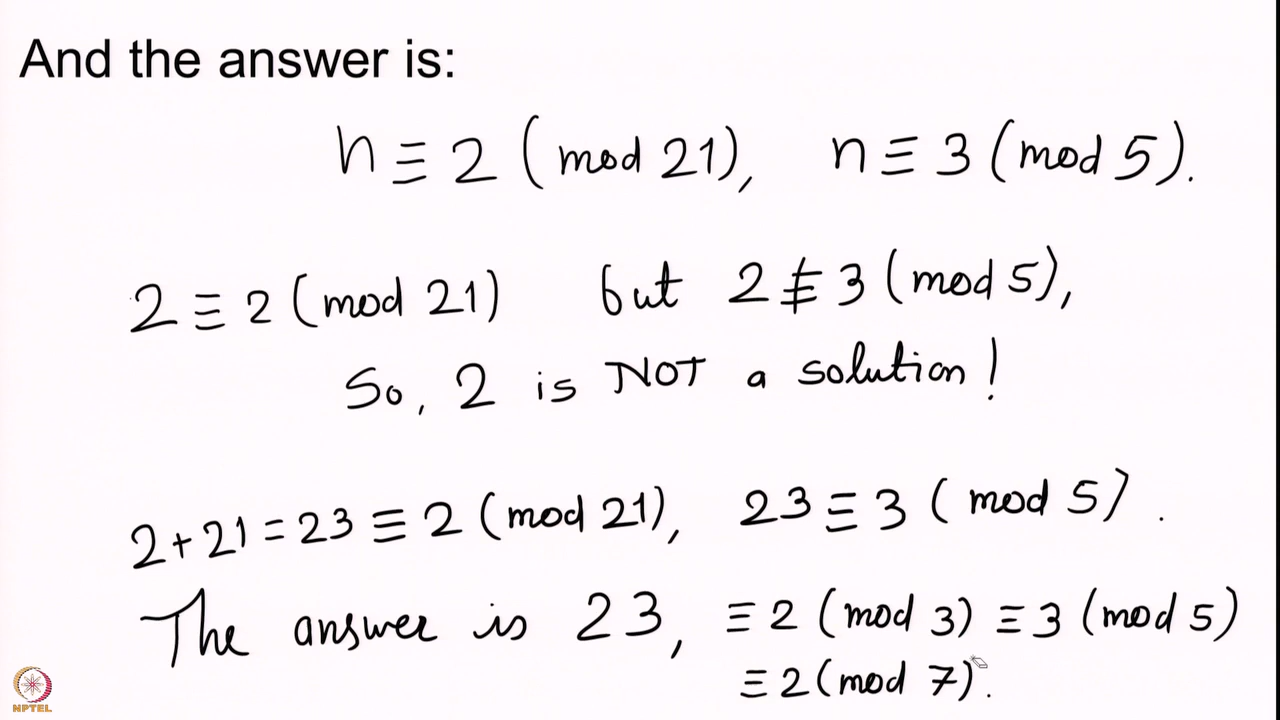 And the answer is:
n ≡ 2 (mod 21), n ≡ 3 (mod 5).
2 ≡ 2 (mod 21) but 2 ≢ 3 (mod 5),
So, 2 is NOT a solution!
2+21 = 23 ≡ 2 (mod 21), 23 ≡ 3 (mod 5).
The answer is 23, ≡ 2 (mod 3) ≡ 3 (mod 5)
≡ 2 (mod 7).
NPTEL